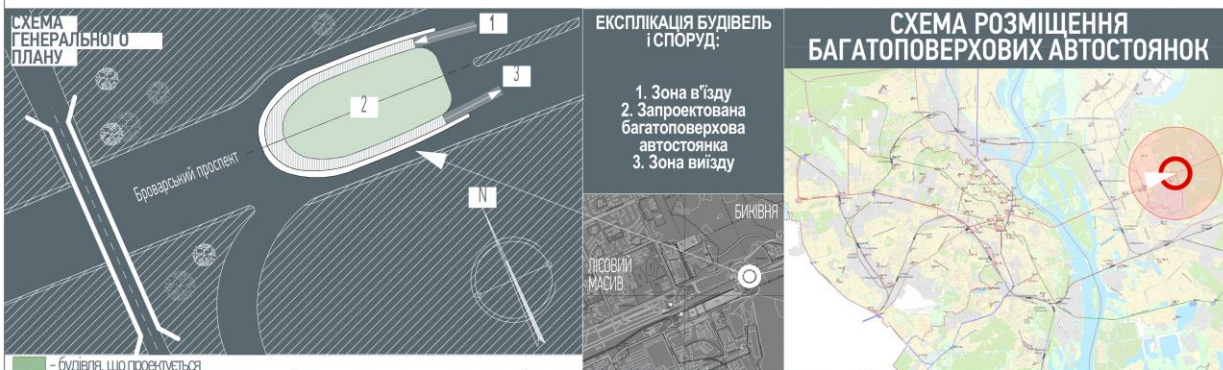 СХЕМА
ГЕНЕРАЛЬНОГО
ПЛАНУ
1
3
2
Броварський проспект
N
- будівля, що проектується
ЕКСПЛІКАЦІЯ БУДІВЕЛЬ
і СПОРУД:
1. Зона в'їзду
2. Запроектована
багатоповерхова
автостоянка
3. Зона виїзду
БИКІВНЯ
ЛІСОВИЙ
МАСИВ
СХЕМА РОЗМІЩЕННЯ
БАГАТОПОВЕРХОВИХ АВТОСТОЯНОК